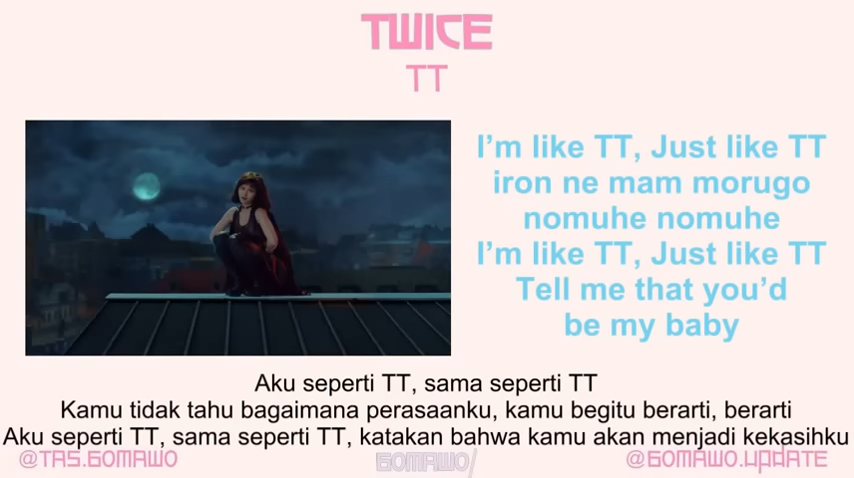 TWICE
TT
I'm like TT, Just like TT
iron ne mam morugo
nomuhe nomuhe
I'm like TT, Just like TT
Tell me that you'd
be my baby
Aku seperti TT, sama seperti TT
Kamu tidak tahu bagaimana perasaanku, kamu begitu berarti, berarti
Aku seperti TT, sama seperti TT, katakan bahwa kamu akan menjadi kekasihku
@TAS.GOMAWO
GOMAWO
@GOMAWO.UPDATE